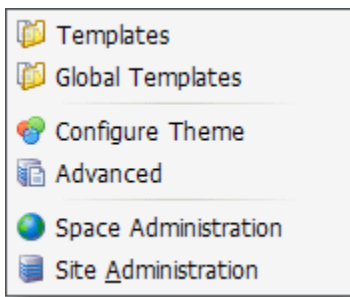 Templates
Global Templates
Configure Theme
Advanced
Space Administration
Site Administration